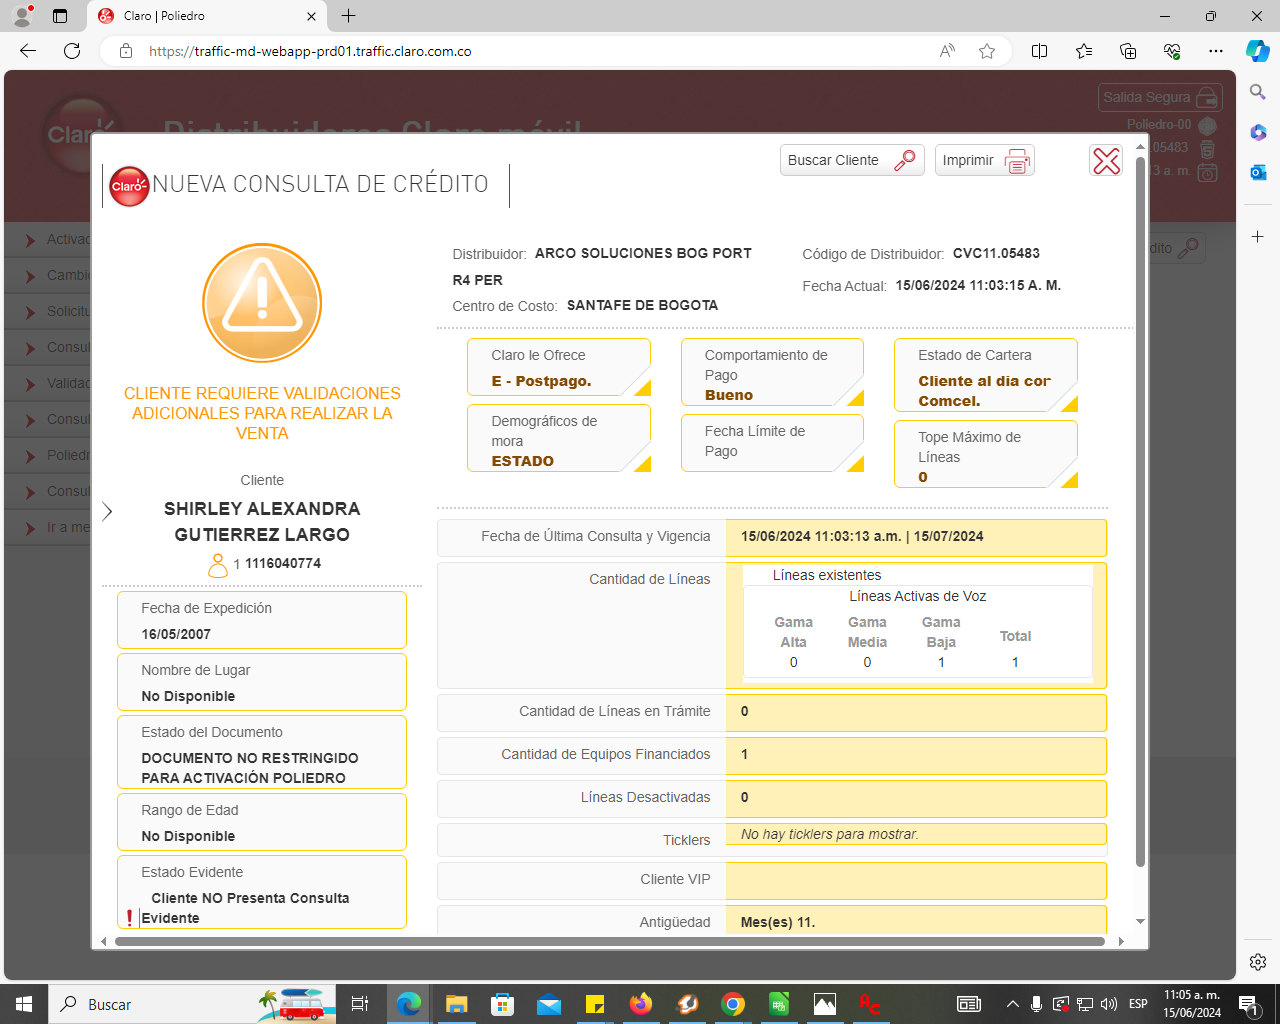 Claro | Poliedro
https://traffic-md-webapp-prd01.traffic.claro.com.co
Salida Segura
Claro
Distribuidores Claro móvil
Poliedro-00
.05483
13 a. m.
Activac
Cambi
Solicitu
Consul
Validac
Consul
Poliedr
Consul
Ir a me
dito
Buscar Cliente
Imprimir
Claro
NUEVA CONSULTA DE CRÉDITO
CLIENTE REQUIERE VALIDACIONES
ADICIONALES PARA REALIZAR LA
VENTA
Cliente
SHIRLEY ALEXANDRA
GUTIERREZ LARGO
1 1116040774
Fecha de Expedición
16/05/2007
Nombre de Lugar
No Disponible
Estado del Documento
DOCUMENTO NO RESTRINGIDO
PARA ACTIVACIÓN POLIEDRO
Rango de Edad
No Disponible
Estado Evidente
Cliente NO Presenta Consulta
Evidente
Distribuidor: ARCO SOLUCIONES BOG PORT
R4 PER
Centro de Costo: SANTAFE DE BOGOTA
Código de Distribuidor: CVC11.05483
Fecha Actual: 15/06/2024 11:03:15 A. M.
Claro le Ofrece
E - Postpago.
Comportamiento de
Pago
Bueno
Estado de Cartera
Cliente al dia cor
Comcel.
Demográficos de
mora
ESTADO
Fecha Límite de
Pago
Tope Máximo de
Líneas
0
Fecha de Última Consulta y Vigencia
15/06/2024 11:03:13 a.m. | 15/07/2024
Cantidad de Líneas
Líneas existentes
Líneas Activas de Voz
Gama Alta Gama Media Gama Baja Total
0 0 1 1
Cantidad de Líneas en Trámite
0
Cantidad de Equipos Financiados
1
Líneas Desactivadas
0
Ticklers
No hay ticklers para mostrar.
Cliente VIP
Antigüedad
Mes(es) 11.
Buscar
ESP
11:05 a. m.
15/06/2024
1